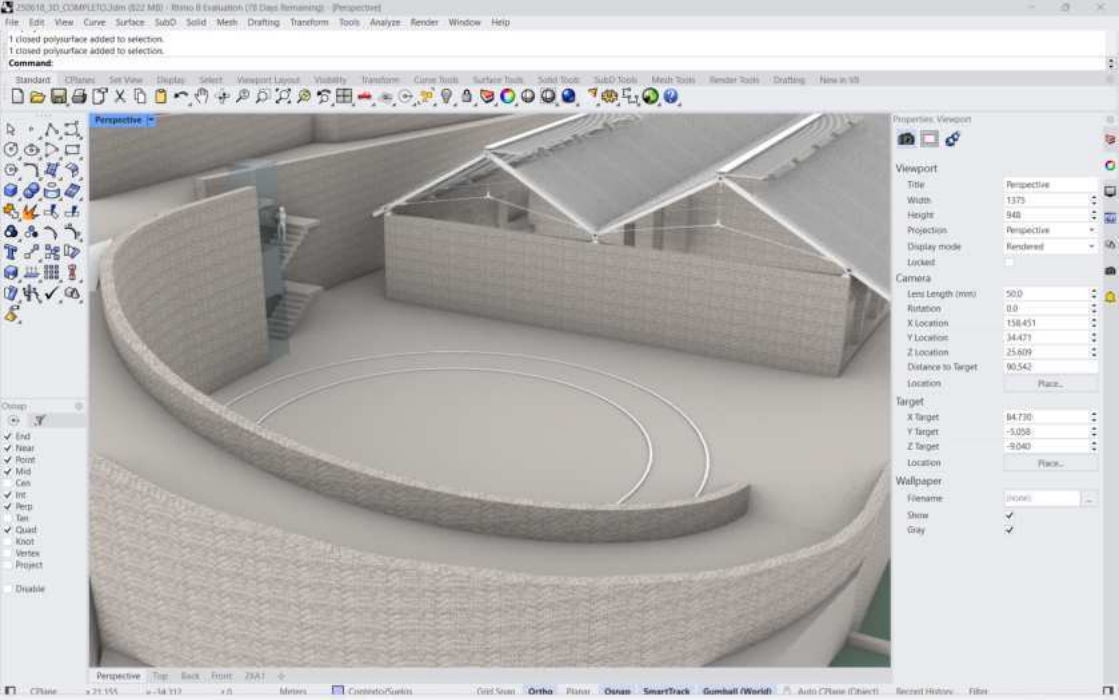 250618_3D_COMPLETO.3dm (822 MB) - Rhino 8 Evaluation (78 Days Remaining) - [Perspective]
File Edit View Curve Surface SubD Solid Mesh Drafting Transform Tools Analyze Render Window Help
1 closed polysurface added to selection.
1 closed polysurface added to selection.
Command:
Standard CPlanes Set View Display Select Viewport Layout Visibility Transform Curve Tools Surface Tools Solid Tools SubD Tools Mesh Tools Render Tools Drafting New in V8
Perspective
Properties: Viewport
Viewport
Title Perspective
Width 1375
Height 948
Projection Perspective
Display mode Rendered
Locked
Camera
Lens Length (mm) 50.0
Rotation 0.0
X Location 158.451
Y Location 34.471
Z Location 25.609
Distance to Target 90.542
Location Place...
Target
X Target 84.730
Y Target -5.058
Z Target -9.040
Location Place...
Wallpaper
Filename (none) ...
Show
Gray
Osnap
End
Near
Point
Mid
Cen
Int
Perp
Tan
Quad
Knot
Vertex
Project
Disable
Perspective Top Back Front
CPlane x 21.155 y -34.312 z 0 Meters Contexto/Suelos Grid Snap Ortho Planar Osnap SmartTrack Gumball (World) Auto CPlane (Object) Record History Filter